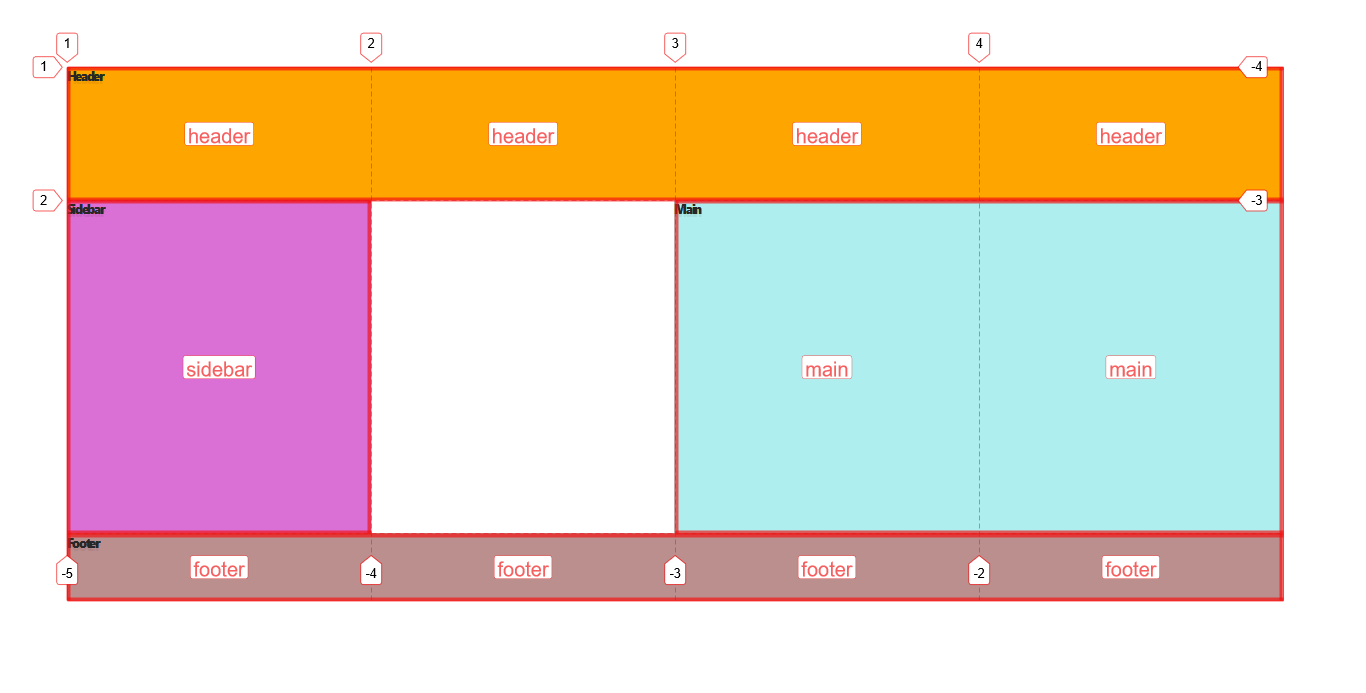 1 2 3 4
1 -4
Header
header header header header
2 -3
Sidebar Main
sidebar main main
Footer
footer footer footer footer
-5 -4 -3 -2